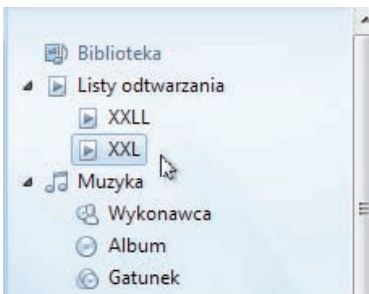 Biblioteka
Listy odtwarzania
XXLL
XXL
Muzyka
Wykonawca
Album
Gatunek